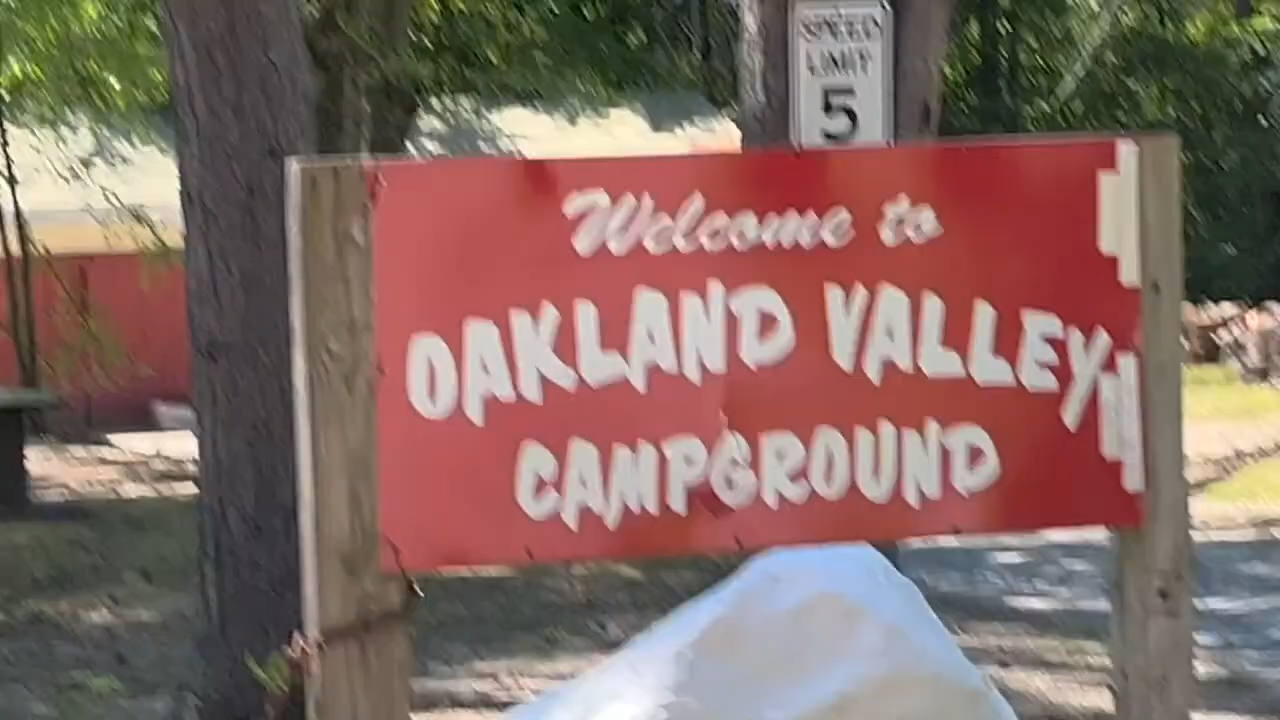 SPEED
LIMIT
5
Welcome to
OAKLAND VALLEY
CAMPGROUND